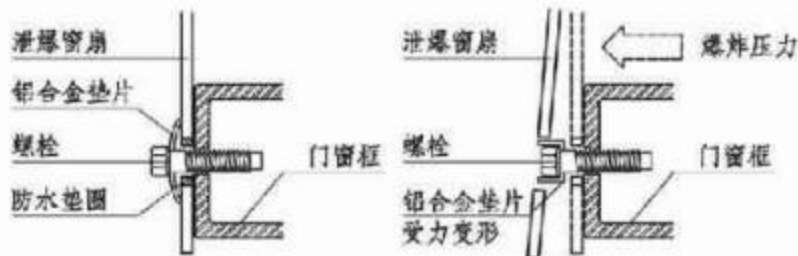 泄爆窗扇
铝合金垫片
螺栓
防水垫圈
门窗框
泄爆窗扇
爆炸压力
螺栓
门窗框
铝合金垫片
受力变形